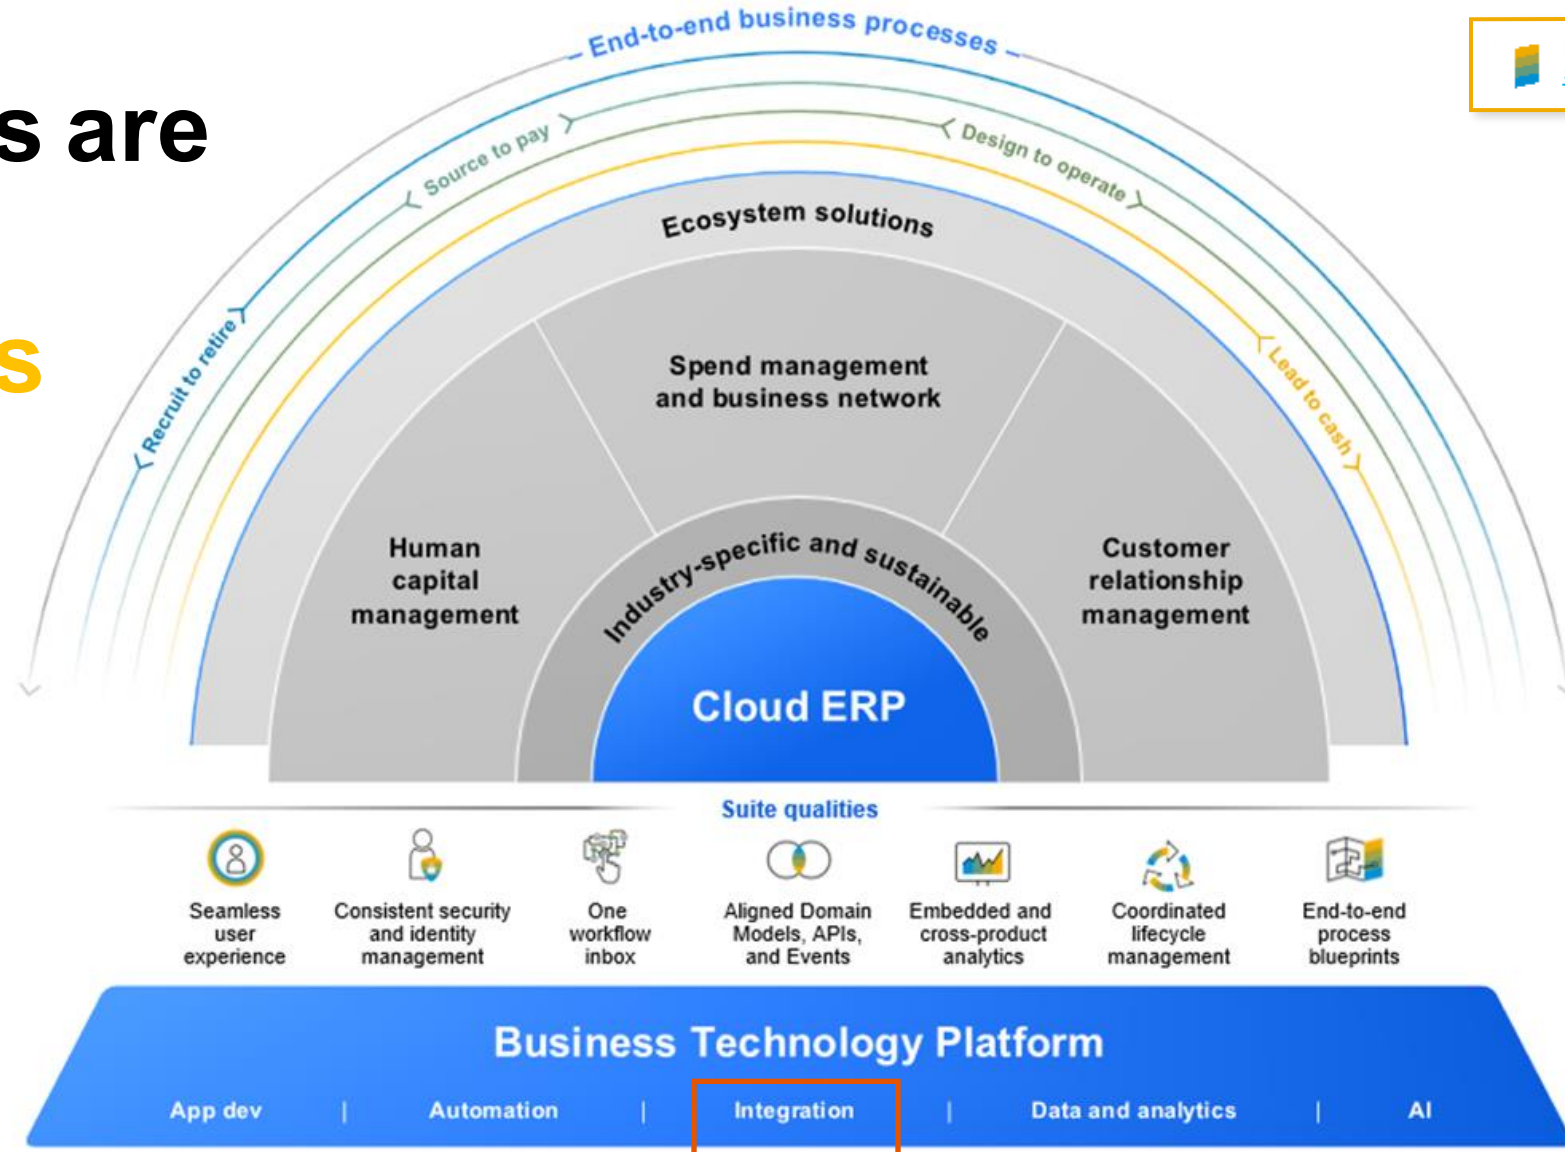 End-to-end business processes
s are
Source to pay
Design to operate
Ecosystem solutions
s
Recruit to retire
Lead to cash
Spend management
and business network
Human
capital
management
Industry-specific and sustainable
Customer
relationship
management
Cloud ERP
Suite qualities
Seamless
user
experience
Consistent security
and identity
management
One
workflow
inbox
Aligned Domain
Models, APIs,
and Events
Embedded and
cross-product
analytics
Coordinated
lifecycle
management
End-to-end
process
blueprints
Business Technology Platform
App dev | Automation | Integration | Data and analytics | AI